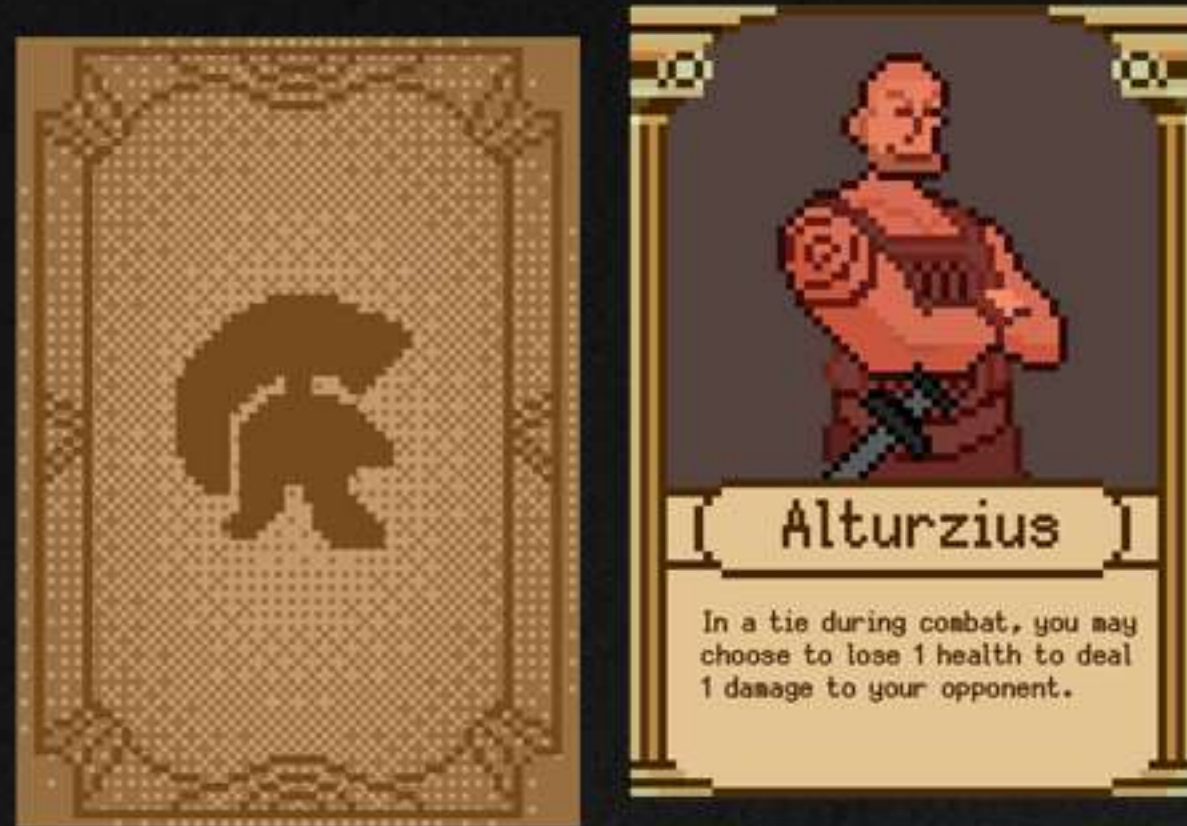 Alturzius
In a tie during combat, you may
choose to lose 1 health to deal
1 damage to your opponent.